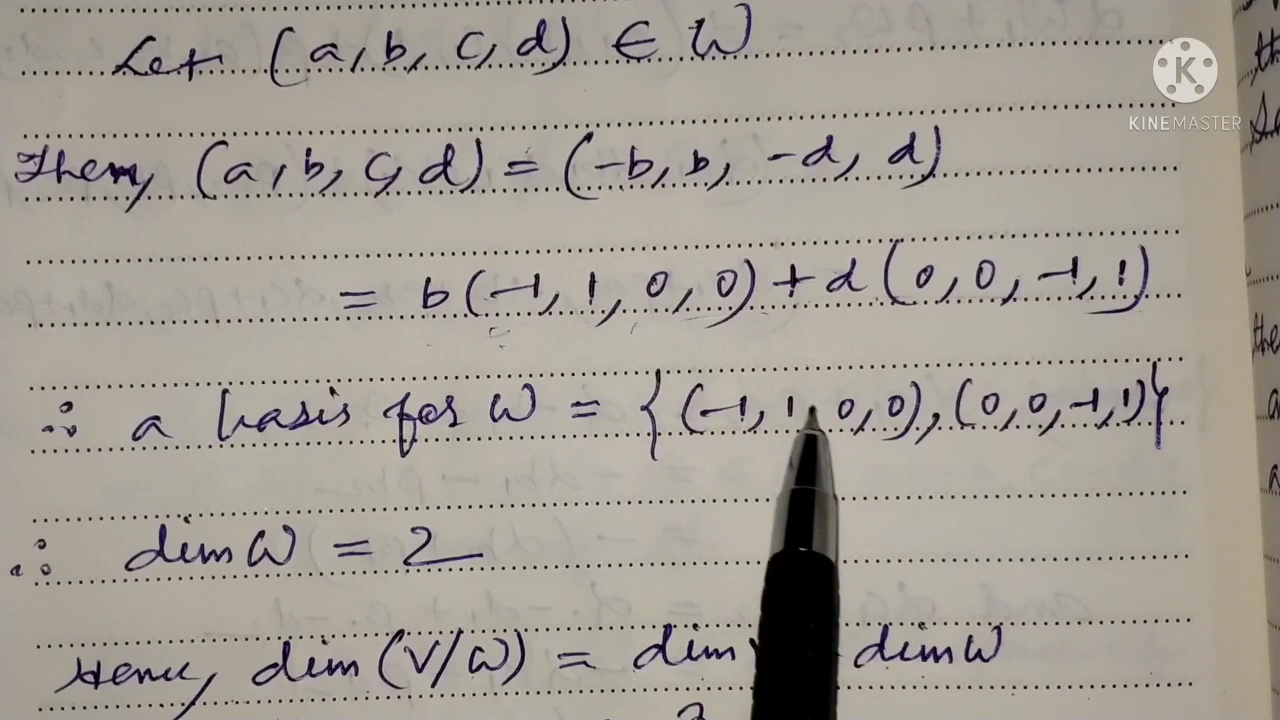 Let (a, b, c, d) ∈ W
KINEMASTER
Then, (a, b, c, d) = (-b, b, -d, d)
= b(-1, 1, 0, 0) + d(0, 0, -1, 1)
∴ a basis for W = {(-1, 1, 0, 0), (0, 0, -1, 1)}
∴ dim W = 2
Hence, dim (V/W) = dim dim W